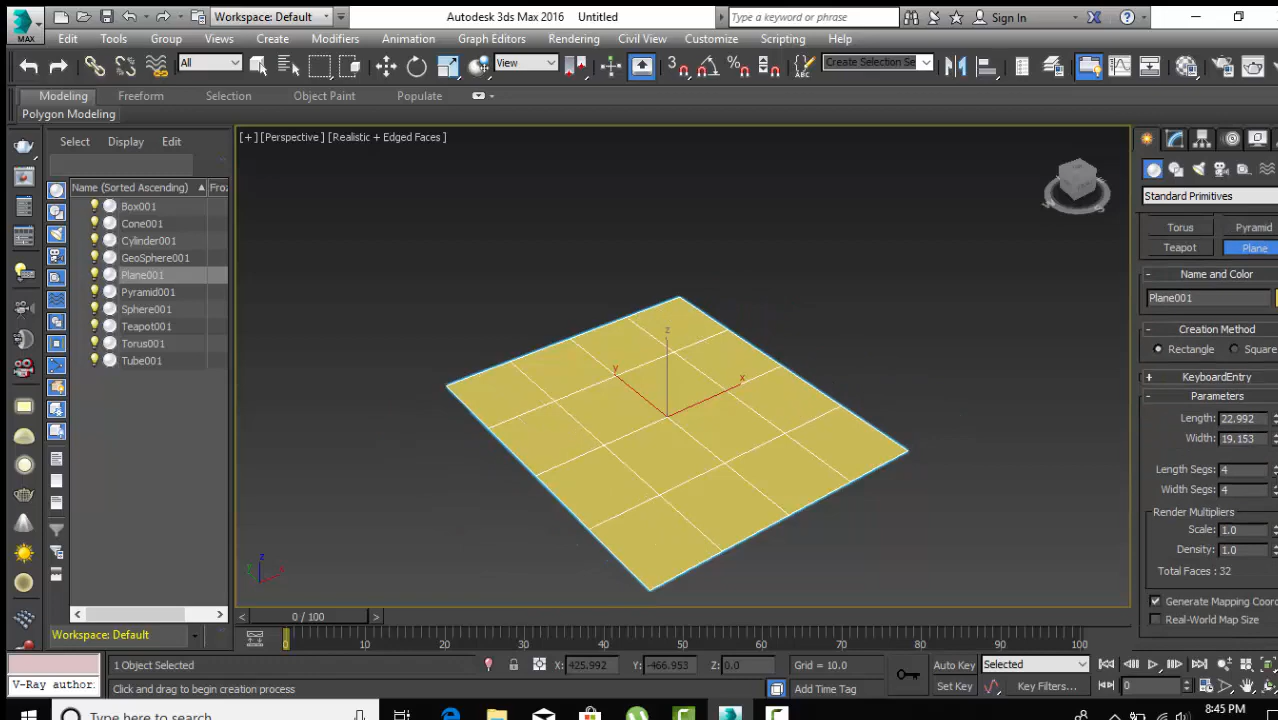 Workspace: Default
Autodesk 3ds Max 2016 Untitled
Type a keyword or phrase
Sign In
MAX
Edit Tools Group Views Create Modifiers Animation Graph Editors Rendering Civil View Customize Scripting Help
All
View
3
Create Selection Se
Modeling Freeform Selection Object Paint Populate
Polygon Modeling
Select Display Edit
Name (Sorted Ascending) Fro
Box001
Cone001
Cylinder001
GeoSphere001
Plane001
Pyramid001
Sphere001
Teapot001
Torus001
Tube001
[+] [Perspective] [Realistic + Edged Faces]
z
y
x
z
Standard Primitives
Torus Pyramid
Teapot Plane
Name and Color
Plane001
Creation Method
Rectangle Square
KeyboardEntry
Parameters
Length: 22.992
Width: 19.153
Length Segs: 4
Width Segs: 4
Render Multipliers
Scale: 1.0
Density: 1.0
Total Faces : 32
Generate Mapping Coord
Real-World Map Size
0 / 100
Workspace: Default
0 10 20 30 40 50 60 70 80 90 100
1 Object Selected
X: 425.992 Y: -466.953 Z: 0.0 Grid = 10.0
Auto Key Selected
V-Ray author:
Click and drag to begin creation process
Add Time Tag
Set Key Key Filters...
0
Type here to search
8:45 PM